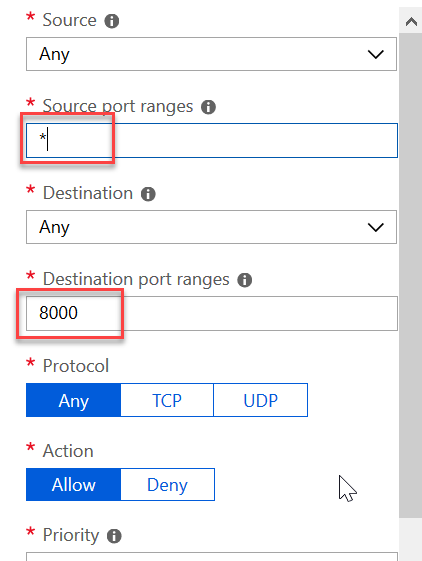 * Source
Any
* Source port ranges
*
* Destination
Any
* Destination port ranges
8000
* Protocol
Any TCP UDP
* Action
Allow Deny
* Priority